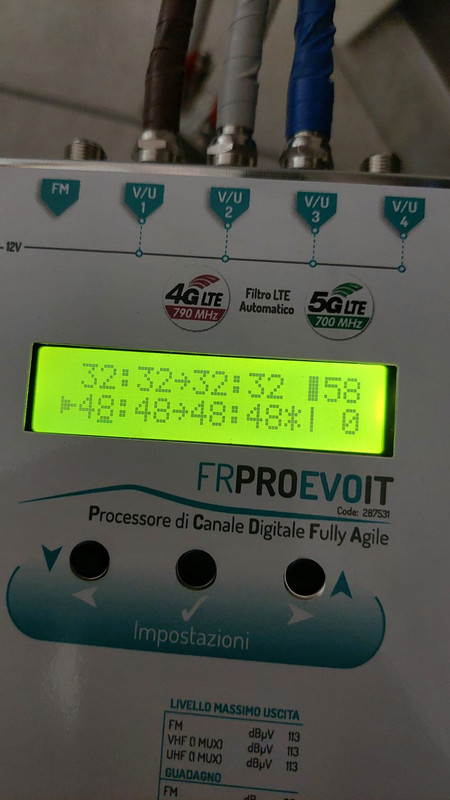 FM
V/U
1
V/U
2
V/U
3
V/U
4
12V
4G LTE
790 MHz
Filtro LTE
Automatico
5G LTE
700 MHz
32:32→32:32 58
48:48→48:48* 0
FRPROEVOIT
Code: 287531
Processore di Canale Digitale Fully Agile
Impostazioni
LIVELLO MASSIMO USCITA
FM dBµV 113
VHF (1 MUX) dBµV 113
UHF (1 MUX) dBµV 113
GUADAGNO
FM